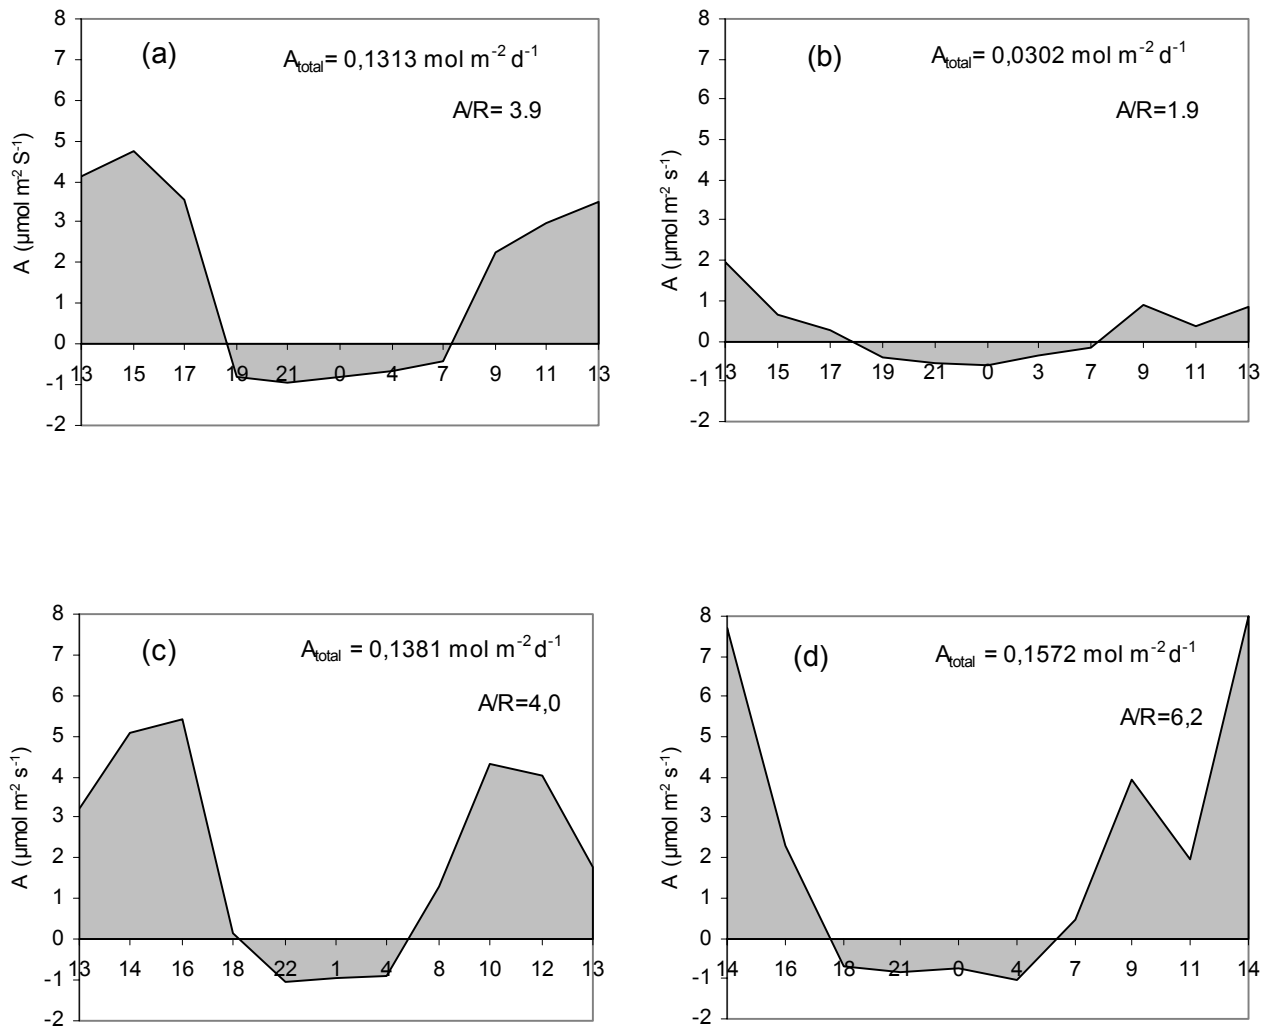 (a)
A_total= 0,1313 mol m⁻² d⁻¹
A/R= 3.9
A (µmol m⁻² S⁻¹)
8
7
6
5
4
3
2
1
0
-1
-2
13 15 17 19 21 0 4 7 9 11 13
(b)
A_total= 0,0302 mol m⁻² d⁻¹
A/R=1.9
A (µmol m⁻² s⁻¹)
8
7
6
5
4
3
2
1
0
-1
-2
13 15 17 19 21 0 3 7 9 11 13
(c)
A_total = 0,1381 mol m⁻² d⁻¹
A/R=4,0
A (µmol m⁻² s⁻¹)
8
7
6
5
4
3
2
1
0
-1
-2
13 14 16 18 22 1 4 8 10 12 13
(d)
A_total = 0,1572 mol m⁻² d⁻¹
A/R=6,2
A (µmol m⁻² s⁻¹)
8
7
6
5
4
3
2
1
0
-1
-2
14 16 18 21 0 4 7 9 11 14